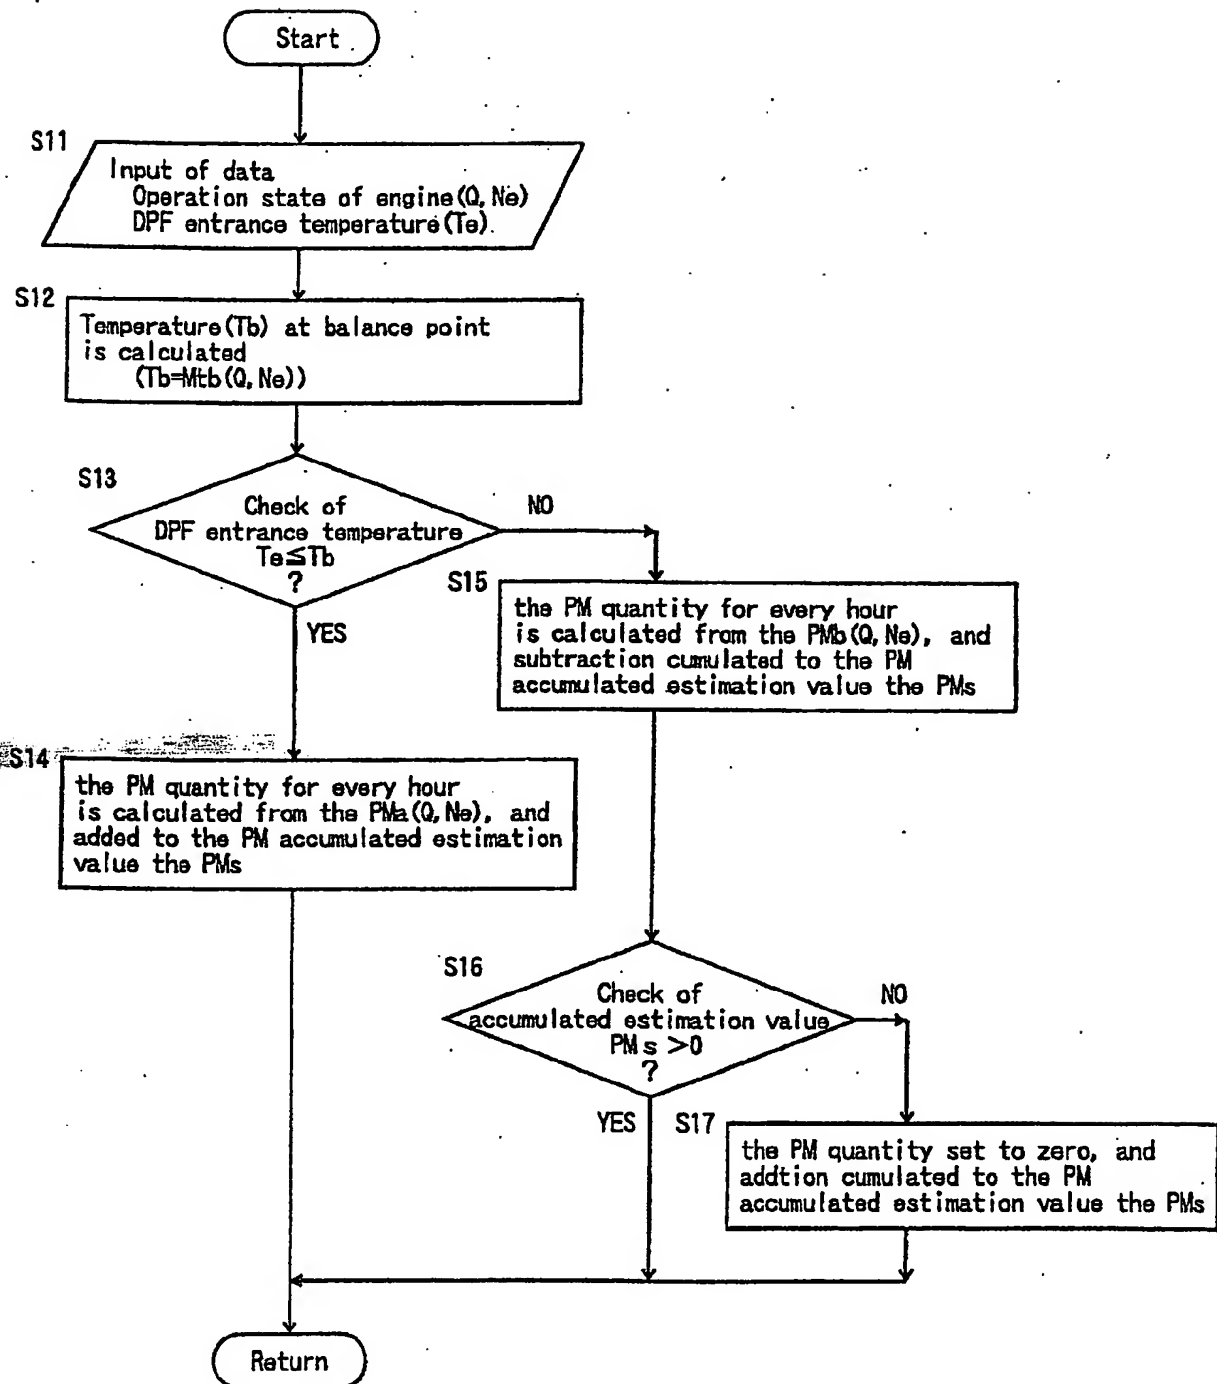 Start
S11
Input of data
Operation state of engine(Q,Ne)
DPF entrance temperature(Te).
S12
Temperature(Tb) at balance point
is calculated
(Tb=Mtb(Q,Ne))
S13
Check of
DPF entrance temperature
Te≦Tb
?
NO
YES
S15
the PM quantity for every hour
is calculated from the PMb(Q,Ne), and
subtraction cumulated to the PM
accumulated estimation value the PMs
S14
the PM quantity for every hour
is calculated from the PMa(Q,Ne), and
added to the PM accumulated estimation
value the PMs
S16
Check of
accumulated estimation value
PMs >0
?
NO
YES
S17
the PM quantity set to zero, and
addtion cumulated to the PM
accumulated estimation value the PMs
Return